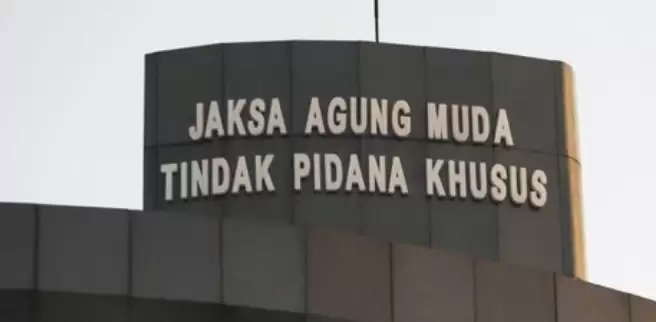 JAKSA AGUNG MUDA
TINDAK PIDANA KHUSUS